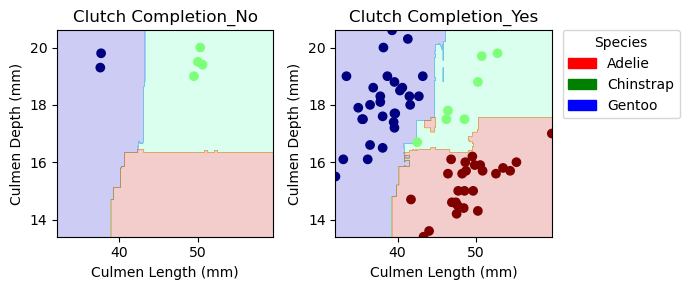 Clutch Completion_No
Culmen Depth (mm)
20
18
16
14
40
50
Culmen Length (mm)
Clutch Completion_Yes
Culmen Depth (mm)
20
18
16
14
40
50
Culmen Length (mm)
Species
Adelie
Chinstrap
Gentoo